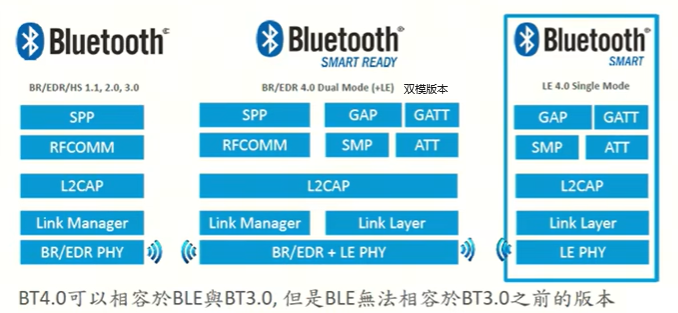 Bluetooth
BR/EDR/HS 1.1, 2.0, 3.0
SPP
RFCOMM
L2CAP
Link Manager
BR/EDR PHY
Bluetooth
SMART READY
BR/EDR 4.0 Dual Mode (+LE) 双模版本
SPP GAP GATT
RFCOMM SMP ATT
L2CAP
Link Manager Link Layer
BR/EDR + LE PHY
Bluetooth
SMART
LE 4.0 Single Mode
GAP GATT
SMP ATT
L2CAP
Link Layer
LE PHY
BT4.0可以相容於BLE與BT3.0, 但是BLE無法相容於BT3.0之前的版本